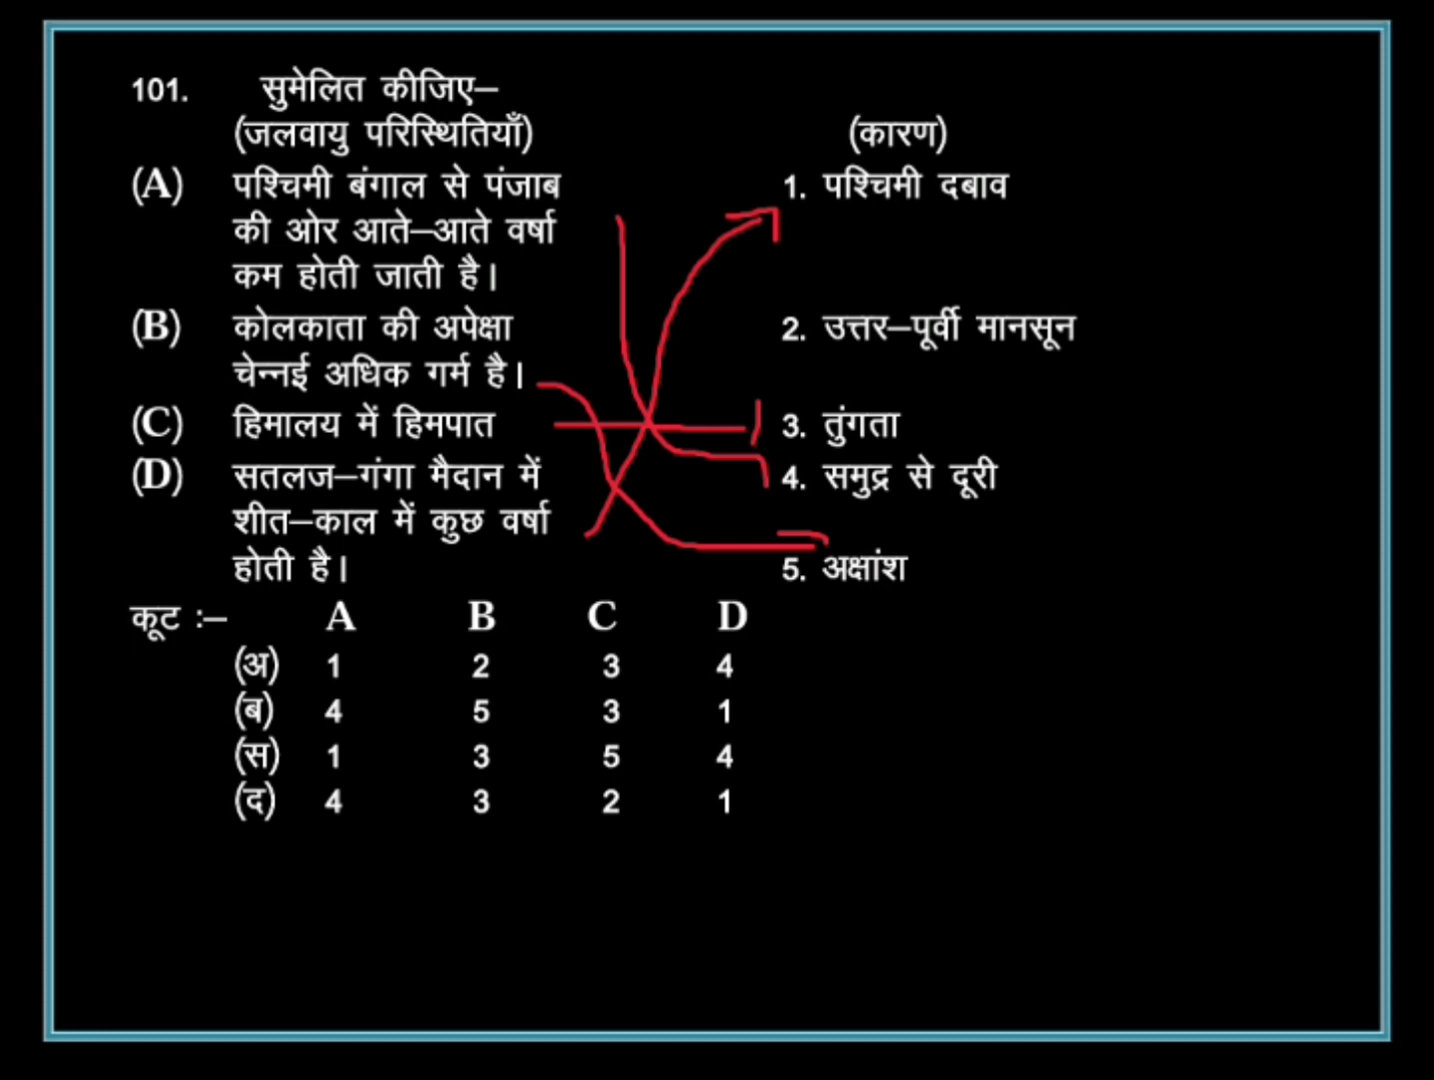 101. सुमेलित कीजिए–
(जलवायु परिस्थितियाँ) (कारण)
(A) पश्चिमी बंगाल से पंजाब 1. पश्चिमी दबाव
की ओर आते–आते वर्षा
कम होती जाती है।
(B) कोलकाता की अपेक्षा 2. उत्तर–पूर्वी मानसून
चेन्नई अधिक गर्म है।
(C) हिमालय में हिमपात 3. तुंगता
(D) सतलज–गंगा मैदान में 4. समुद्र से दूरी
शीत–काल में कुछ वर्षा
होती है। 5. अक्षांश
कूट :– A B C D
(अ) 1 2 3 4
(ब) 4 5 3 1
(स) 1 3 5 4
(द) 4 3 2 1